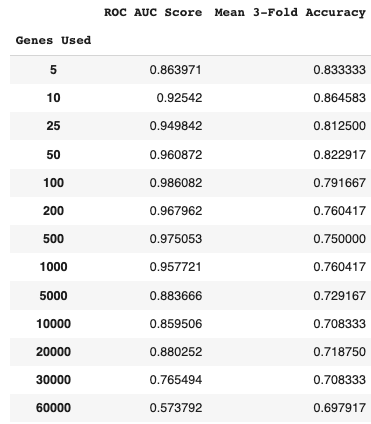 ROC AUC Score Mean 3-Fold Accuracy
Genes Used
5 0.863971 0.833333
10 0.92542 0.864583
25 0.949842 0.812500
50 0.960872 0.822917
100 0.986082 0.791667
200 0.967962 0.760417
500 0.975053 0.750000
1000 0.957721 0.760417
5000 0.883666 0.729167
10000 0.859506 0.708333
20000 0.880252 0.718750
30000 0.765494 0.708333
60000 0.573792 0.697917